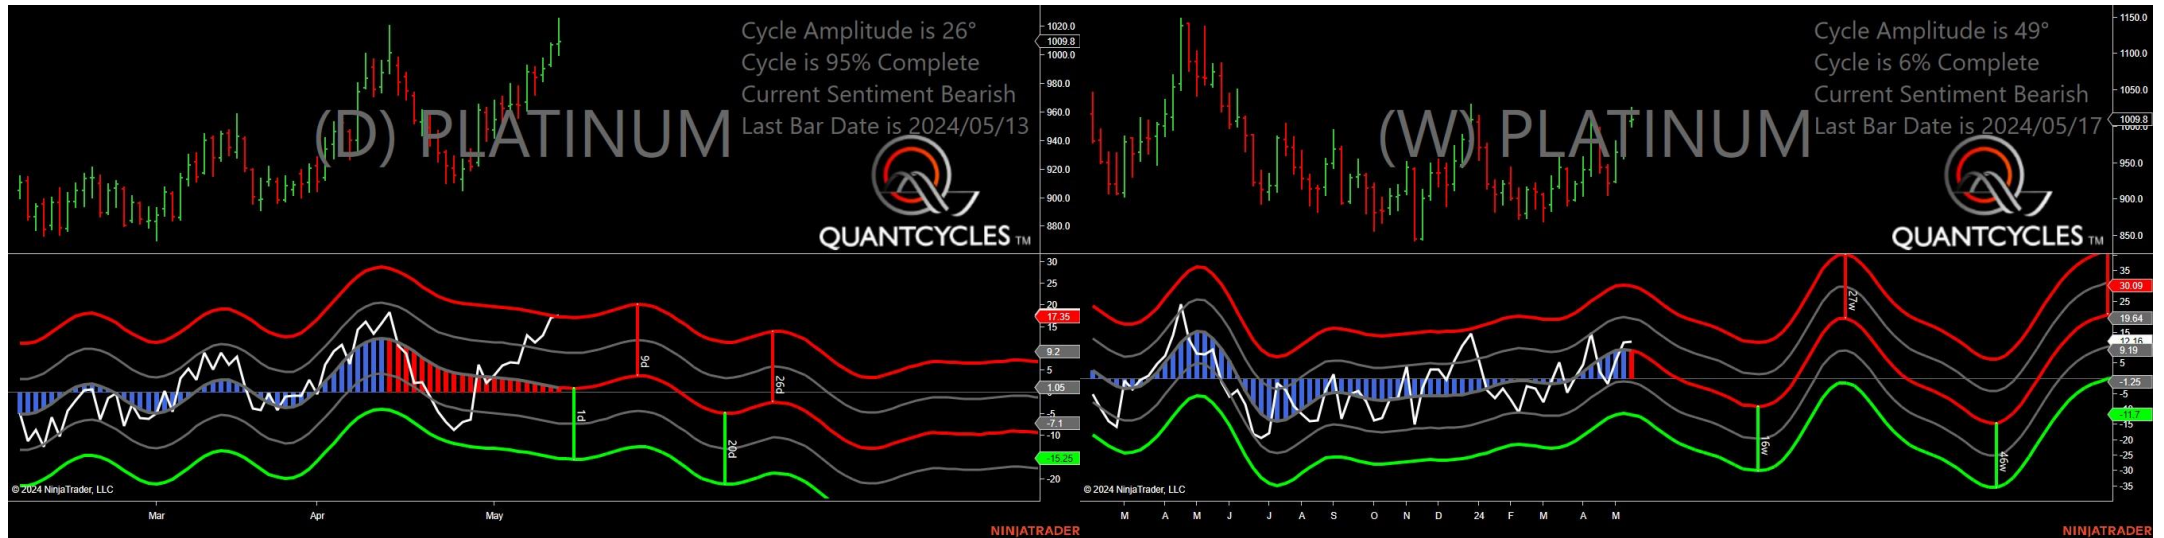 Cycle Amplitude is 26°
Cycle is 95% Complete
Current Sentiment Bearish
Last Bar Date is 2024/05/13
(D) PLATINUM
QUANTCYCLES TM
1020.0
1009.8
1000.0
980.0
960.0
940.0
920.0
900.0
880.0
30
25
20
17.35
15
9.2
5
1.05
-5
-7.1
-10
-15.25
-20
1d
9d
20d
26d
© 2024 NinjaTrader, LLC
Mar Apr May
NINJATRADER
Cycle Amplitude is 49°
Cycle is 6% Complete
Current Sentiment Bearish
Last Bar Date is 2024/05/17
(W) PLATINUM
QUANTCYCLES TM
1150.0
1100.0
1050.0
1009.8
1000.0
950.0
900.0
850.0
35
30.09
25
19.64
15
12.16
9.19
5
-1.25
-5
-11.7
-15
-20
-25
-30
-35
16w
27w
46w
© 2024 NinjaTrader, LLC
M A M J J A S O N D 24 F M A M
NINJATRADER